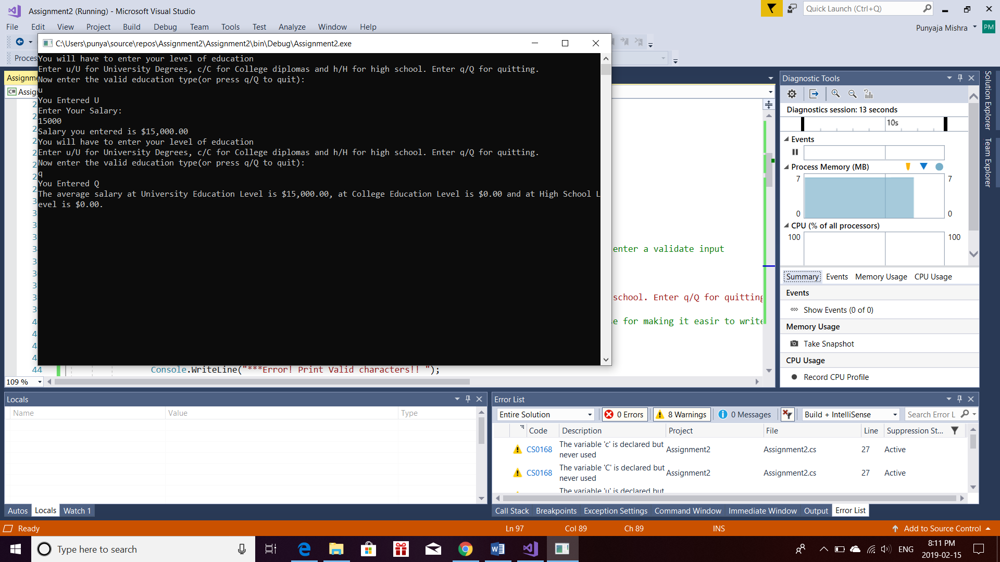 Assignment2 (Running) - Microsoft Visual Studio
Quick Launch (Ctrl+Q)
File Edit View Project Build Debug Team Tools Test Analyze Window Help
Punyaja Mishra PM
C:\Users\punya\source\repos\Assignment2\Assignment2\bin\Debug\Assignment2.exe
Proces
You will have to enter your level of education
Enter u/U for University Degrees, c/C for College diplomas and h/H for high school. Enter q/Q for quitting.
Now enter the valid education type(or press q/Q to quit):
u
You Entered U
Enter Your Salary:
15000
Salary you entered is $15,000.00
You will have to enter your level of education
Enter u/U for University Degrees, c/C for College diplomas and h/H for high school. Enter q/Q for quitting.
Now enter the valid education type(or press q/Q to quit):
q
You Entered Q
The average salary at University Education Level is $15,000.00, at College Education Level is $0.00 and at High School L
evel is $0.00.
Assignme
C# Assig
enter a validate input
school. Enter q/Q for quitting
e for making it easir to write
44 Console.WriteLine("***Error! Print Valid characters!! ");
109 %
Diagnostic Tools
Diagnostics session: 13 seconds
10s
Events
Process Memory (MB)
7 7
0 0
CPU (% of all processors)
100 100
Summary Events Memory Usage CPU Usage
Events
Show Events (0 of 0)
Memory Usage
Take Snapshot
CPU Usage
Record CPU Profile
Solution Explorer
Team Explorer
Locals
Name Value Type
Autos Locals Watch 1
Error List
Entire Solution 0 Errors 8 Warnings 0 Messages Build + IntelliSense Search Error L
Code Description Project File Line Suppression St...
CS0168 The variable 'c' is declared but never used Assignment2 Assignment2.cs 27 Active
CS0168 The variable 'C' is declared but never used Assignment2 Assignment2.cs 27 Active
The variable 'u' is declared but
Call Stack Breakpoints Exception Settings Command Window Immediate Window Output Error List
Ready Ln 97 Col 89 Ch 89 INS Add to Source Control
Type here to search
ENG
8:11 PM
2019-02-15